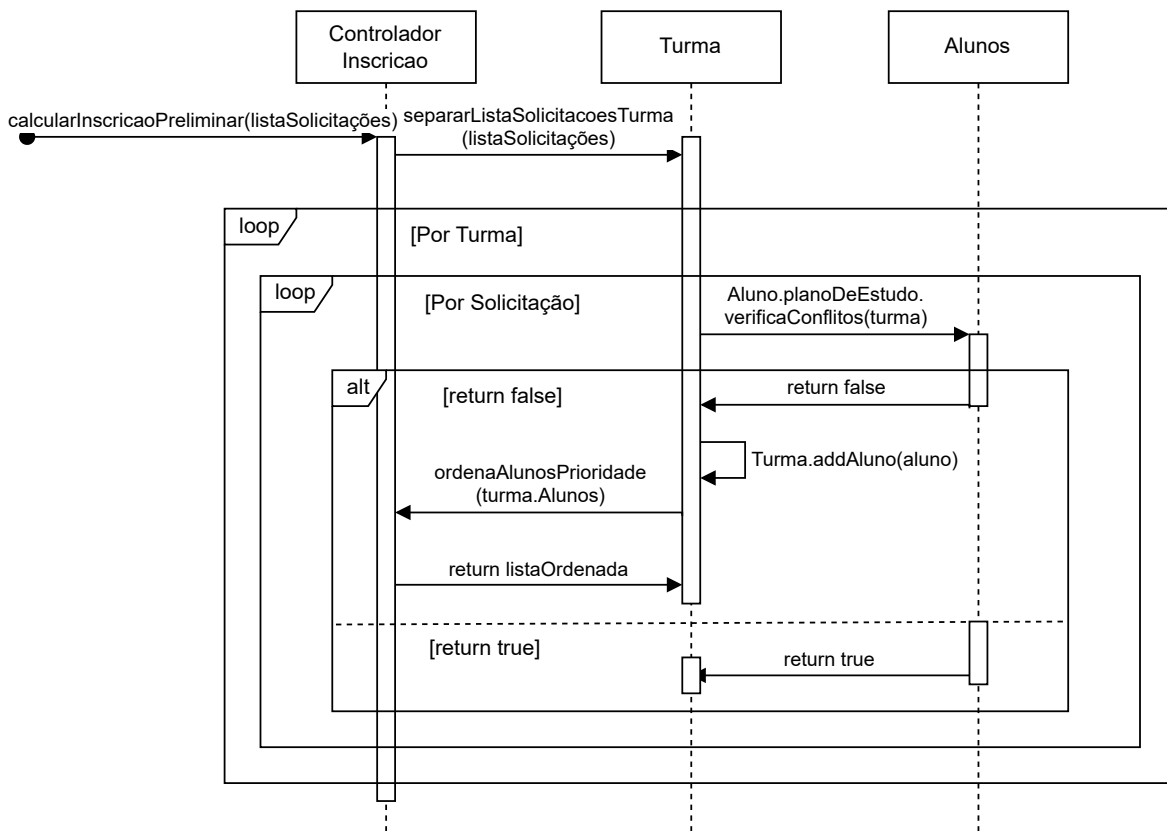 Controlador
Inscricao
Turma
Alunos
calcularInscricaoPreliminar(listaSolicitações)
separarListaSolicitacoesTurma
(listaSolicitações)
loop
[Por Turma]
loop
[Por Solicitação]
Aluno.planoDeEstudo.
verificaConflitos(turma)
alt
[return false]
return false
Turma.addAluno(aluno)
ordenaAlunosPrioridade
(turma.Alunos)
return listaOrdenada
[return true]
return true